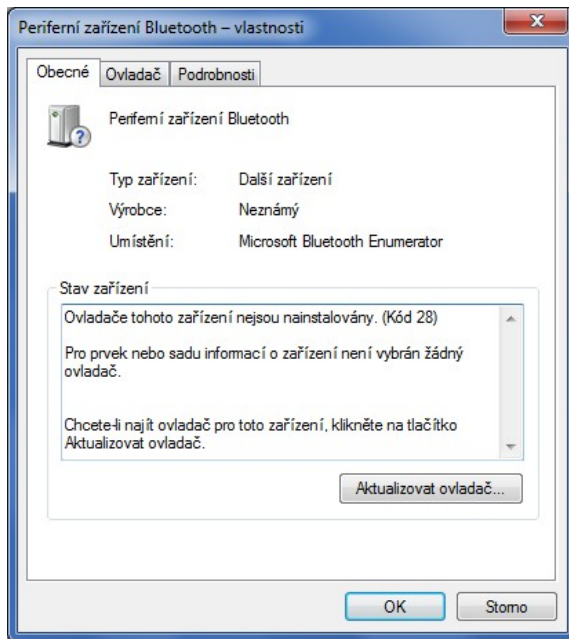 Periferní zařízení Bluetooth – vlastnosti
Obecné Ovladač Podrobnosti
Periferní zařízení Bluetooth
Typ zařízení: Další zařízení
Výrobce: Neznámý
Umístění: Microsoft Bluetooth Enumerator
Stav zařízení
Ovladače tohoto zařízení nejsou nainstalovány. (Kód 28)
Pro prvek nebo sadu informací o zařízení není vybrán žádný
ovladač.
Chcete-li najít ovladač pro toto zařízení, klikněte na tlačítko
Aktualizovat ovladač.
Aktualizovat ovladač...
OK Storno